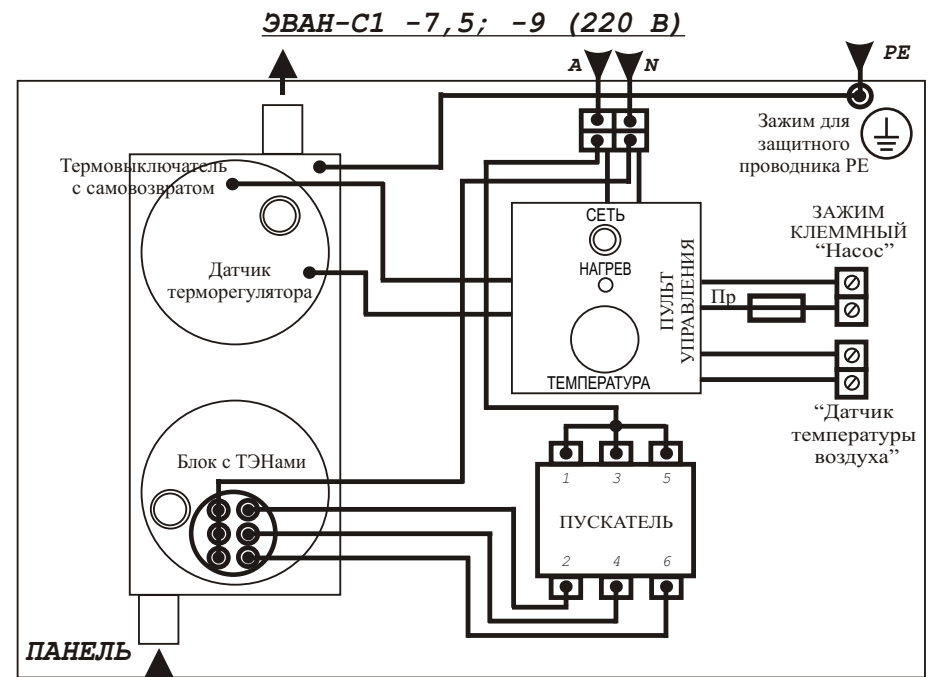 ЭВАН-С1 -7,5; -9 (220 В)
A
N
PE
Зажим для
защитного
проводника PE
Термовыключатель
с самовозвратом
Датчик
терморегулятора
СЕТЬ
НАГРЕВ
ТЕМПЕРАТУРА
ПУЛЬТ
УПРАВЛЕНИЯ
ЗАЖИМ
КЛЕММНЫЙ
“Насос”
Пр
“Датчик
температуры
воздуха”
Блок с ТЭНами
1 3 5
ПУСКАТЕЛЬ
2 4 6
ПАНЕЛЬ